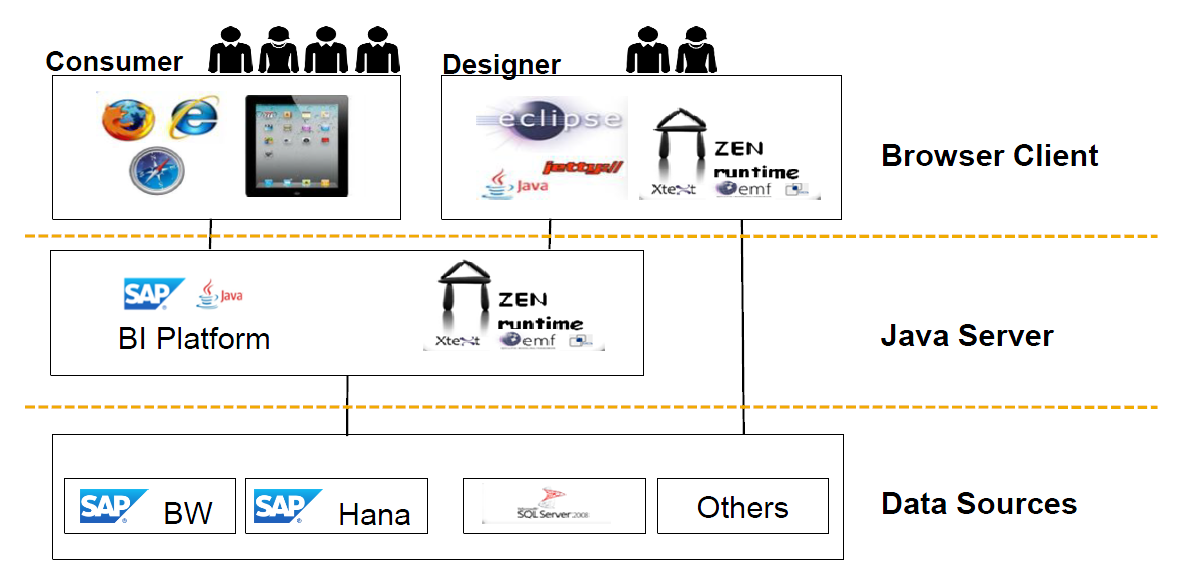 Consumer
Designer
eclipse
jetty://
Java
ZEN
runtime
Xtext
emf
Browser Client
SAP
Java
BI Platform
ZEN
runtime
Xtext
emf
Java Server
SAP BW
SAP Hana
SQL Server 2008
Others
Data Sources